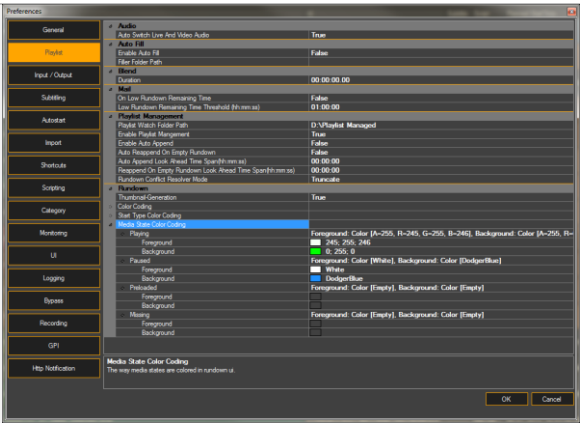 Preferences
General
Playlist
Input / Output
Subtitling
Autostart
Import
Shortcuts
Scripting
Category
Monitoring
UI
Logging
Bypass
Recording
GPI
Http Notification
Audio
Auto Switch Live And Video Audio True
Auto Fill
Enable Auto Fill False
Filler Folder Path
Blend
Duration 00:00:00.00
Mail
On Low Rundown Remaining Time False
Low Rundown Remaining Time Threshold (hh:mm:ss) 01:00:00
Playlist Management
Playlist Watch Folder Path D:\Playlist Managed
Enable Playlist Mangement True
Enable Auto Append False
Auto Reappend On Empty Rundown False
Auto Append Look Ahead Time Span(hh:mm:ss) 00:00:00
Reappend On Empty Rundown Look Ahead Time Span(hh:mm:ss) 00:00:00
Rundown Conflict Resolver Mode Truncate
Rundown
Thumbnail-Generation True
Color Coding
Start Type Color Coding
Media State Color Coding
Playing Foreground: Color [A=255, R=245, G=255, B=246], Background: Color [A=255, R=
Foreground 245; 255; 246
Background 0; 255; 0
Paused Foreground: Color [White], Background: Color [DodgerBlue]
Foreground White
Background DodgerBlue
Preloaded Foreground: Color [Empty], Background: Color [Empty]
Foreground
Background
Missing Foreground: Color [Empty], Background: Color [Empty]
Foreground
Background
Media State Color Coding
The way media states are colored in rundown ui.
OK Cancel